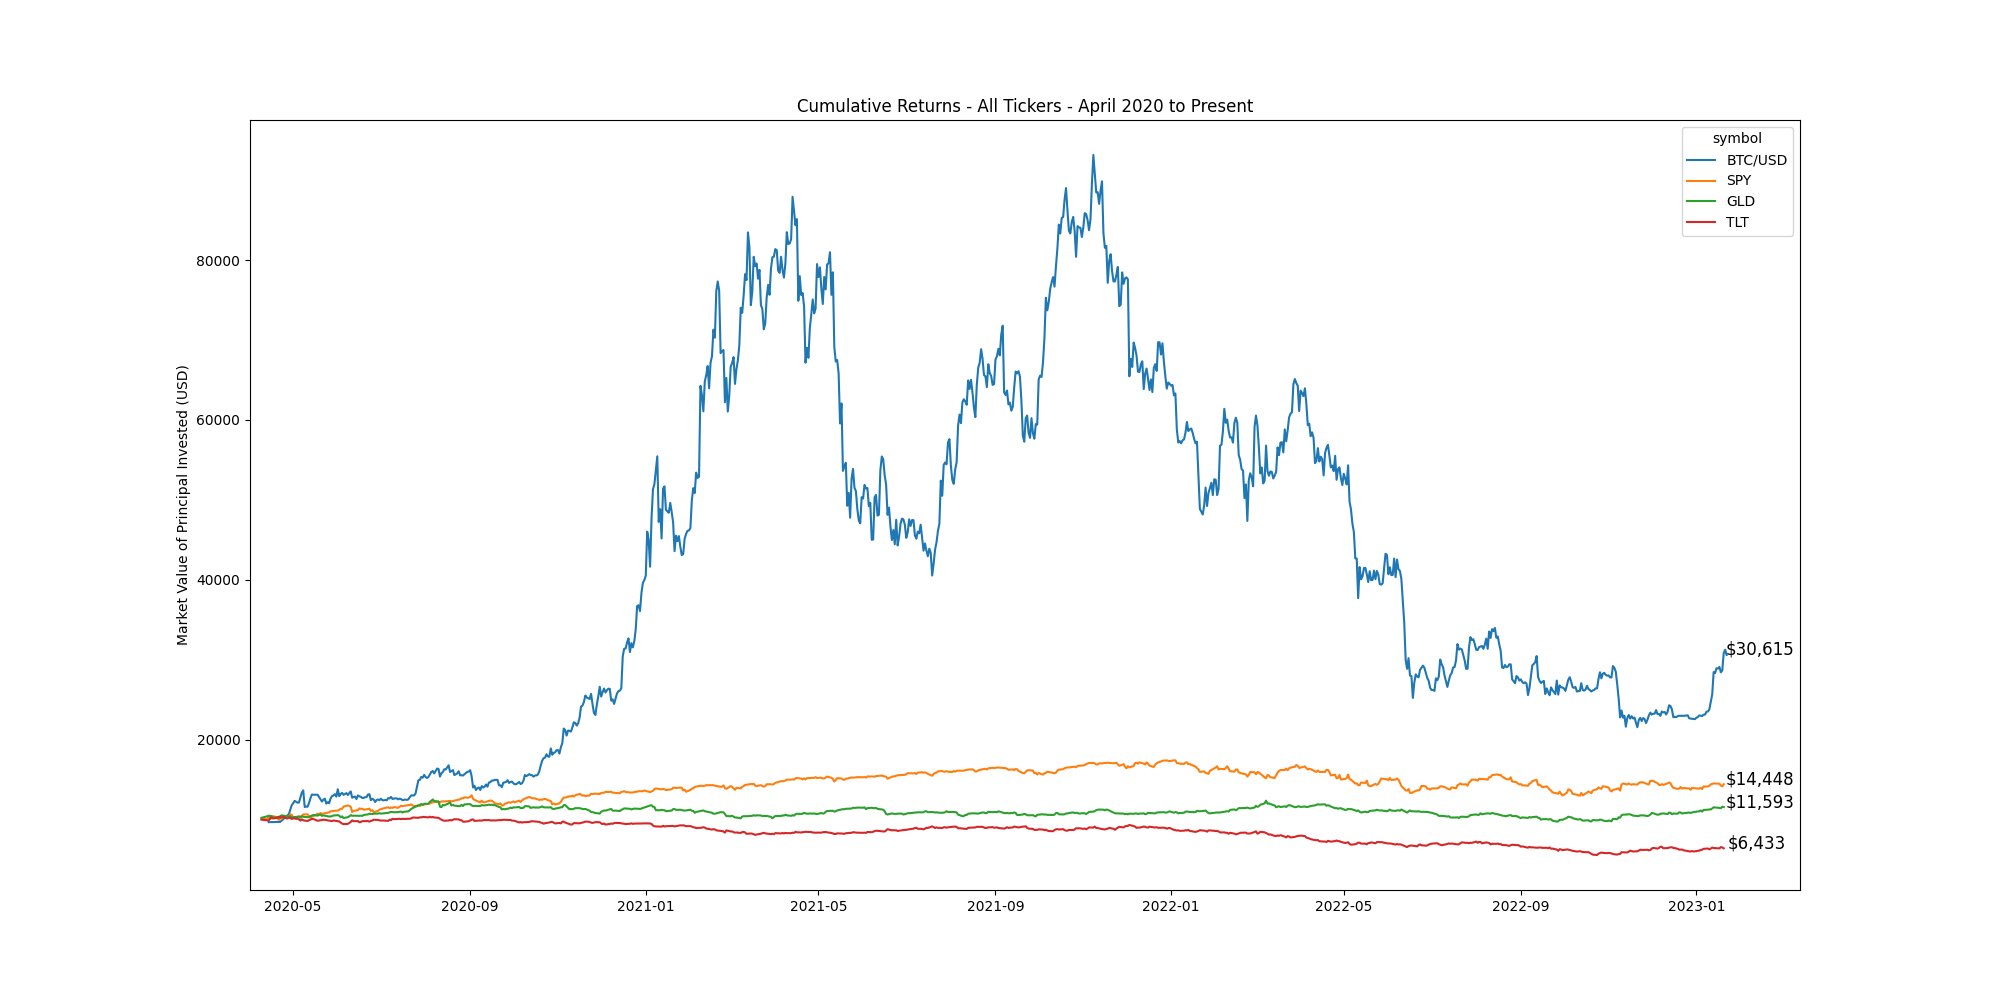 Cumulative Returns - All Tickers - April 2020 to Present
symbol
BTC/USD
SPY
GLD
TLT
Market Value of Principal Invested (USD)
80000
60000
40000
20000
$30,615
$14,448
$11,593
$6,433
2020-05
2020-09
2021-01
2021-05
2021-09
2022-01
2022-05
2022-09
2023-01